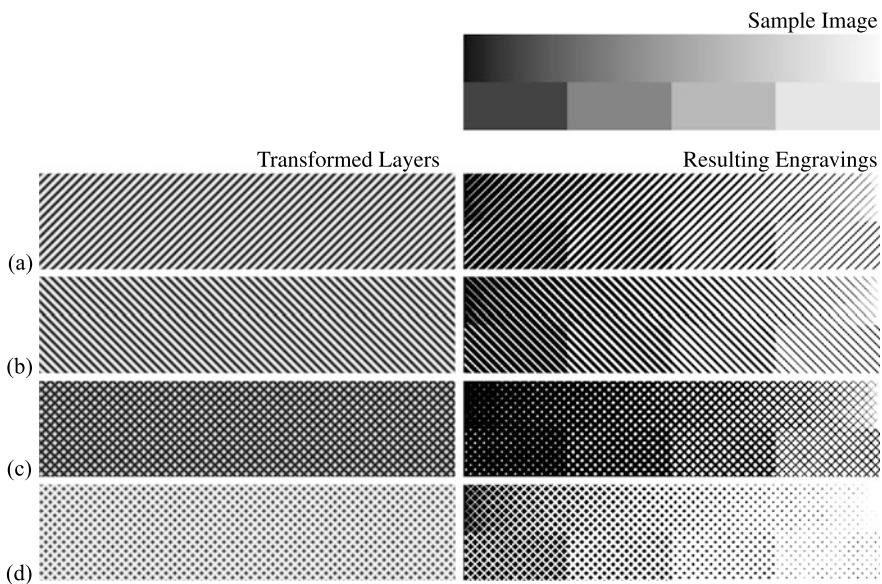 Sample Image
Transformed Layers
Resulting Engravings
(a)
(b)
(c)
(d)